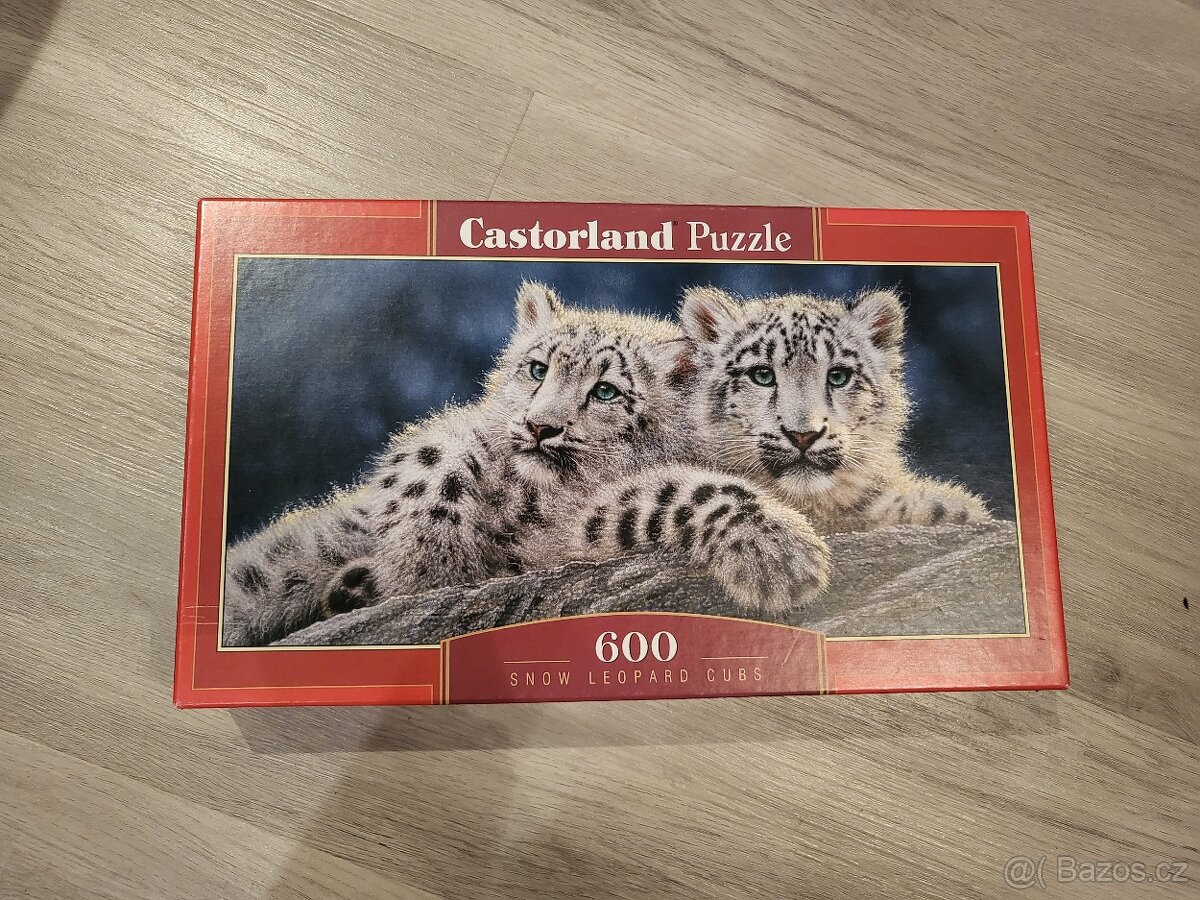 Castorland® Puzzle
600
SNOW LEOPARD CUBS
@( Bazos.cz